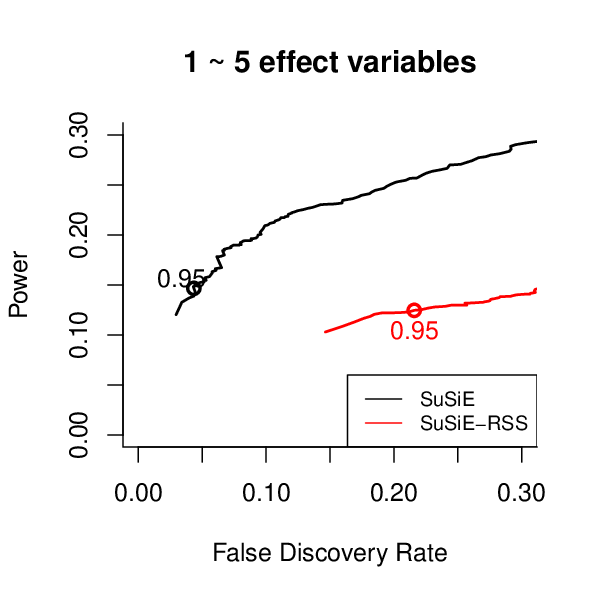 1 ~ 5 effect variables
Power
0.30
0.20
0.10
0.00
0.95
0.95
SuSiE
SuSiE−RSS
0.00 0.10 0.20 0.30
False Discovery Rate